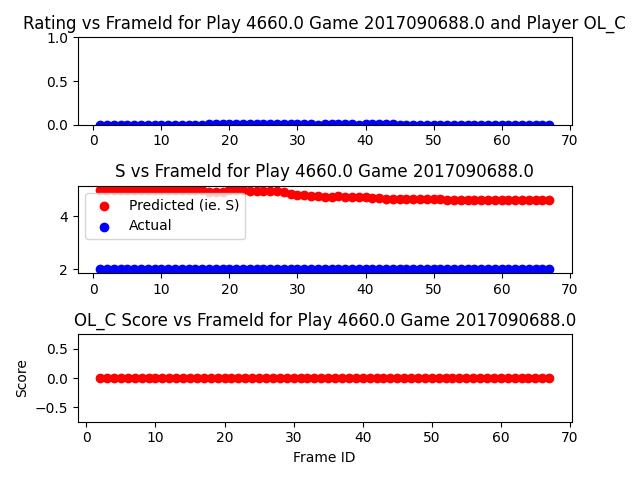 Rating vs FrameId for Play 4660.0 Game 2017090688.0 and Player OL_C
1.0
0.5
0.0
0 10 20 30 40 50 60 70
S vs FrameId for Play 4660.0 Game 2017090688.0
4
2
Predicted (ie. S)
Actual
0 10 20 30 40 50 60 70
OL_C Score vs FrameId for Play 4660.0 Game 2017090688.0
Score
0.5
0.0
−0.5
0 10 20 30 40 50 60 70
Frame ID